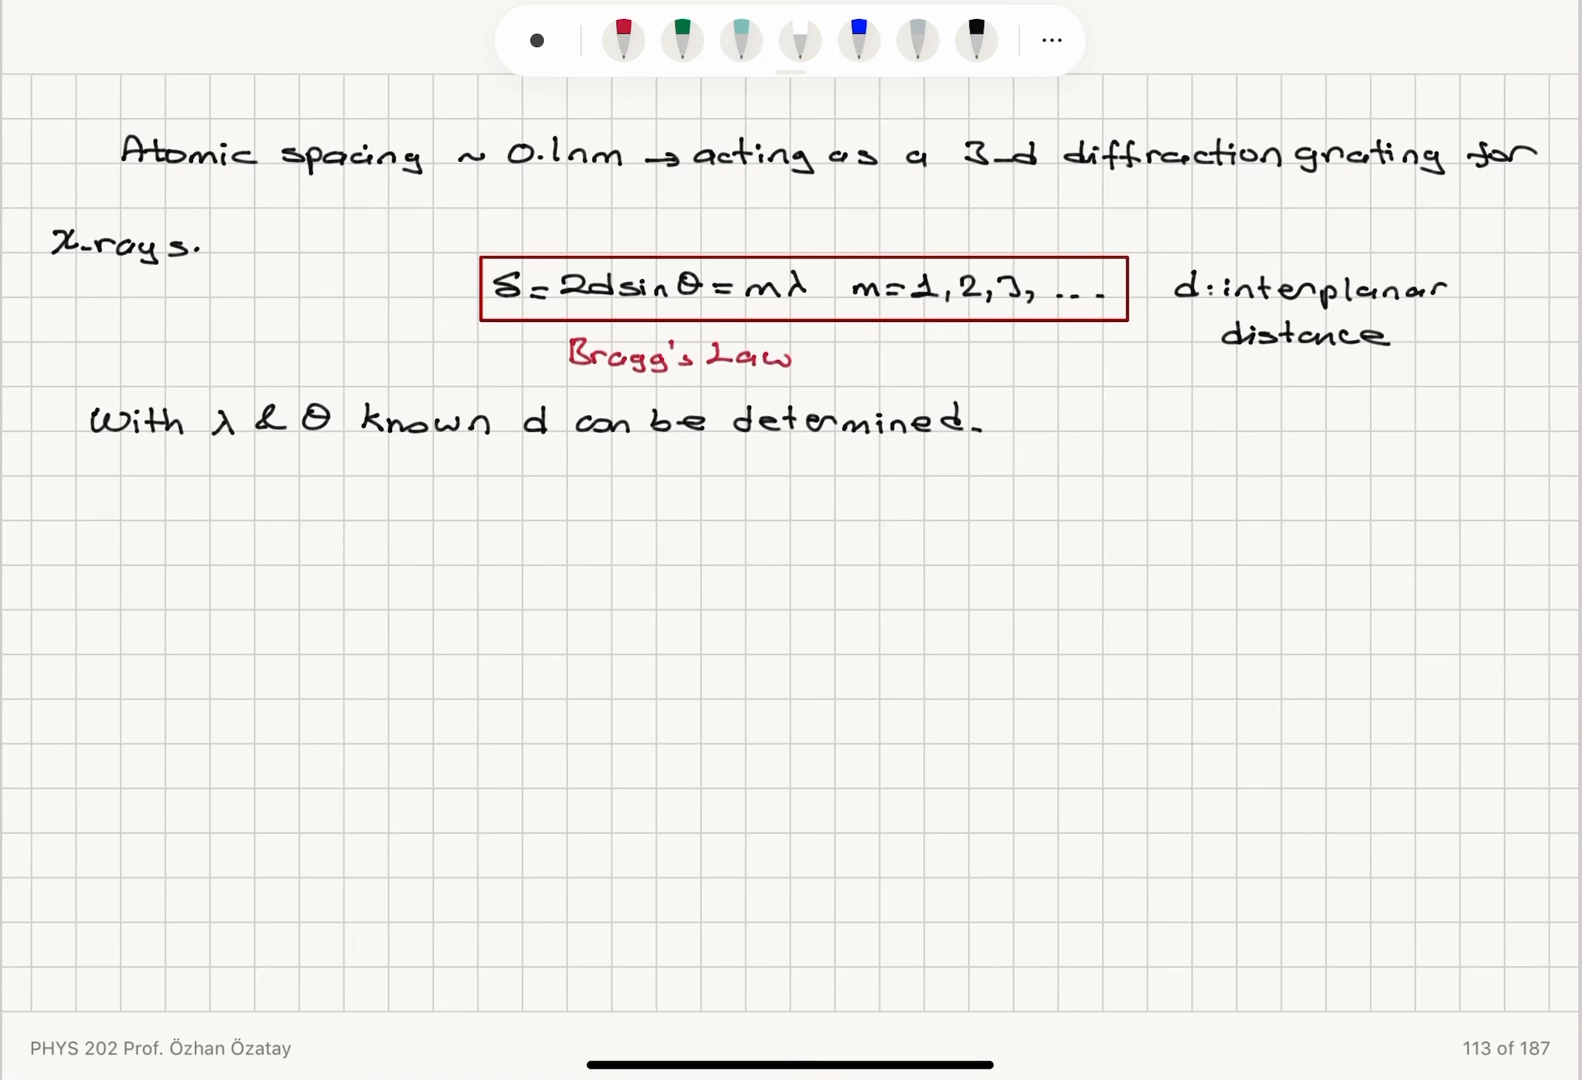 Atomic spacing ~ 0.1nm → acting as a 3-d diffraction grating for
x-rays.
δ = 2d sin θ = mλ m = 1, 2, 3, ... d: interplanar
distance
Bragg's Law
With λ & θ known d can be determined.
PHYS 202 Prof. Özhan Özatay
113 of 187